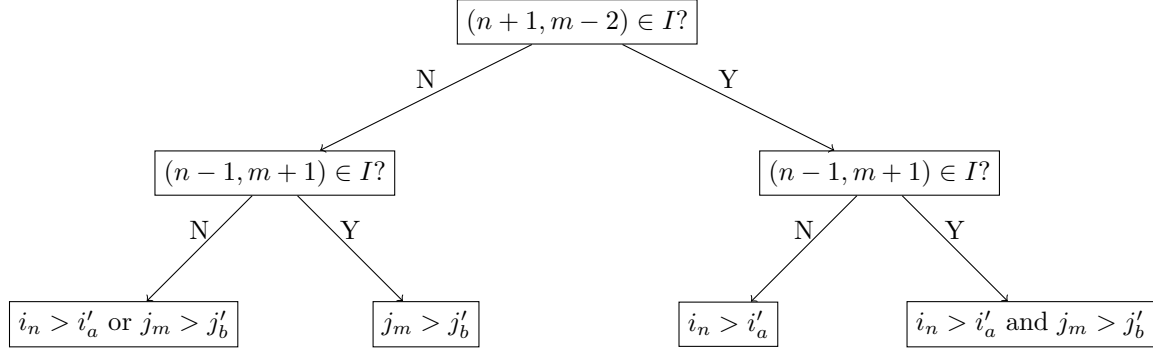 (n + 1, m − 2) ∈ I?
N
Y
(n − 1, m + 1) ∈ I?
(n − 1, m + 1) ∈ I?
N
Y
N
Y
i_n > i'_a or j_m > j'_b
j_m > j'_b
i_n > i'_a
i_n > i'_a and j_m > j'_b